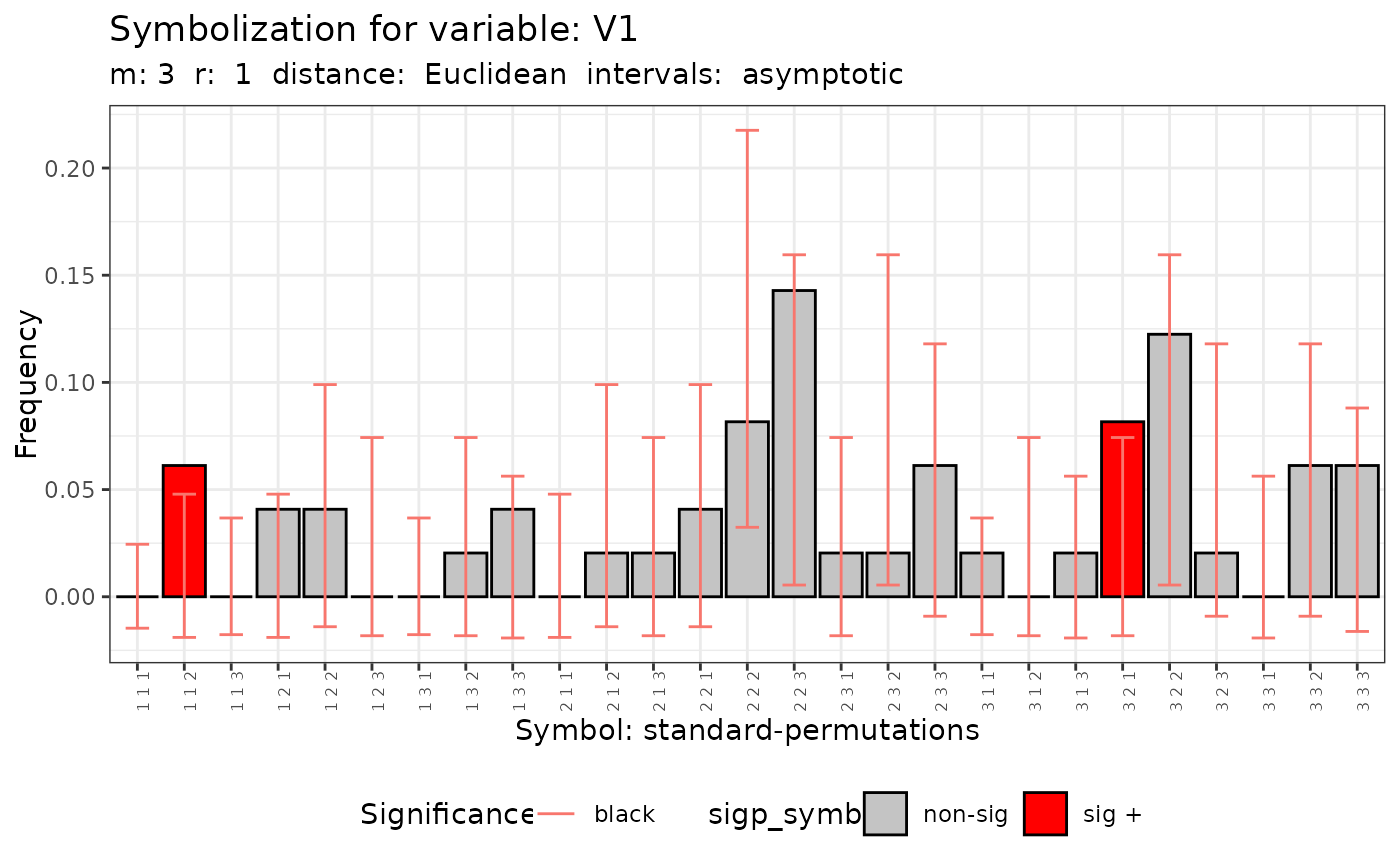 Symbolization for variable: V1
m: 3 r: 1 distance: Euclidean intervals: asymptotic
Frequency
0.20
0.15
0.10
0.05
0.00
1 1 1
1 1 2
1 1 3
1 2 1
1 2 2
1 2 3
1 3 1
1 3 2
1 3 3
2 1 1
2 1 2
2 1 3
2 2 1
2 2 2
2 2 3
2 3 1
2 3 2
2 3 3
3 1 1
3 1 2
3 1 3
3 2 1
3 2 2
3 2 3
3 3 1
3 3 2
3 3 3
Symbol: standard-permutations
Significance black sigp_symb non-sig sig +